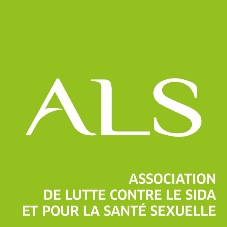 ALS
ASSOCIATION
DE LUTTE CONTRE LE SIDA
ET POUR LA SANTÉ SEXUELLE